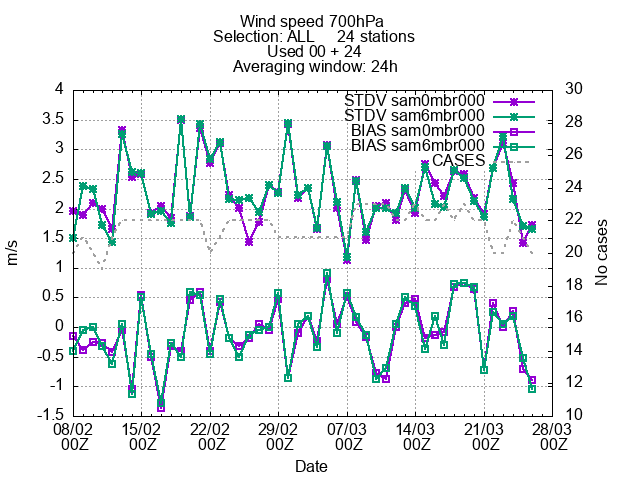 Wind speed 700hPa
Selection: ALL 24 stations
Used 00 + 24
Averaging window: 24h
STDV sam0mbr000
STDV sam6mbr000
BIAS sam0mbr000
BIAS sam6mbr000
CASES
4
3.5
3
2.5
2
1.5
1
0.5
0
-0.5
-1
-1.5
m/s
30
28
26
24
22
20
18
16
14
12
10
No cases
08/02 15/02 22/02 29/02 07/03 14/03 21/03 28/03
00Z 00Z 00Z 00Z 00Z 00Z 00Z 00Z
Date